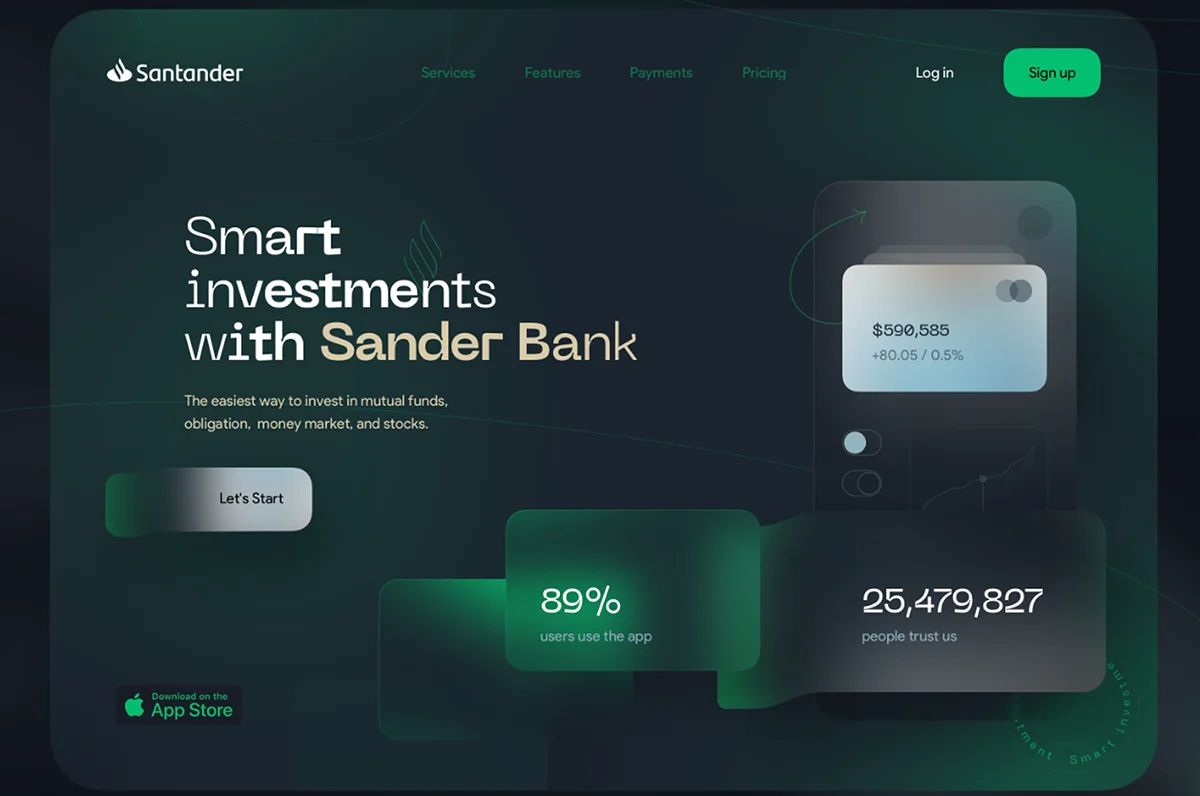 Santander
Services
Features
Payments
Pricing
Log in
Sign up
Smart
investments
with Sander Bank
The easiest way to invest in mutual funds,
obligation, money market, and stocks.
Let's Start
$590,585
+80.05 / 0.5%
89%
users use the app
25,479,827
people trust us
Download on the
App Store
Smart